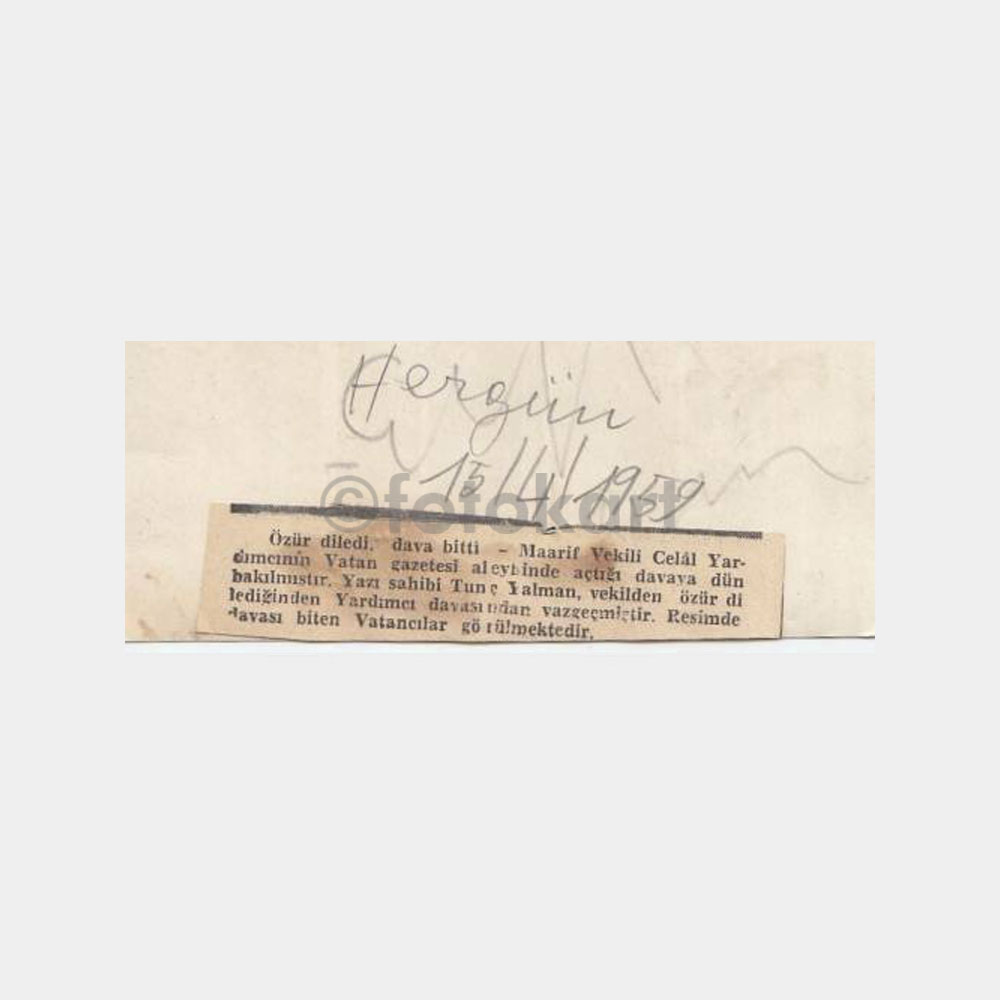 Hergün
15/4/1959
©fotokart
Özür diledi, dava bitti - Maarif Vekili Celâl Yar-
dımcının Vatan gazetesi aleyhinde açtığı davaya dün
bakılmıştır. Yazı sahibi Tunç Yalman, vekilden özür di
lediğinden Yardımcı davasından vazgeçmiştir. Resimde
davası biten Vatancılar görülmektedir.